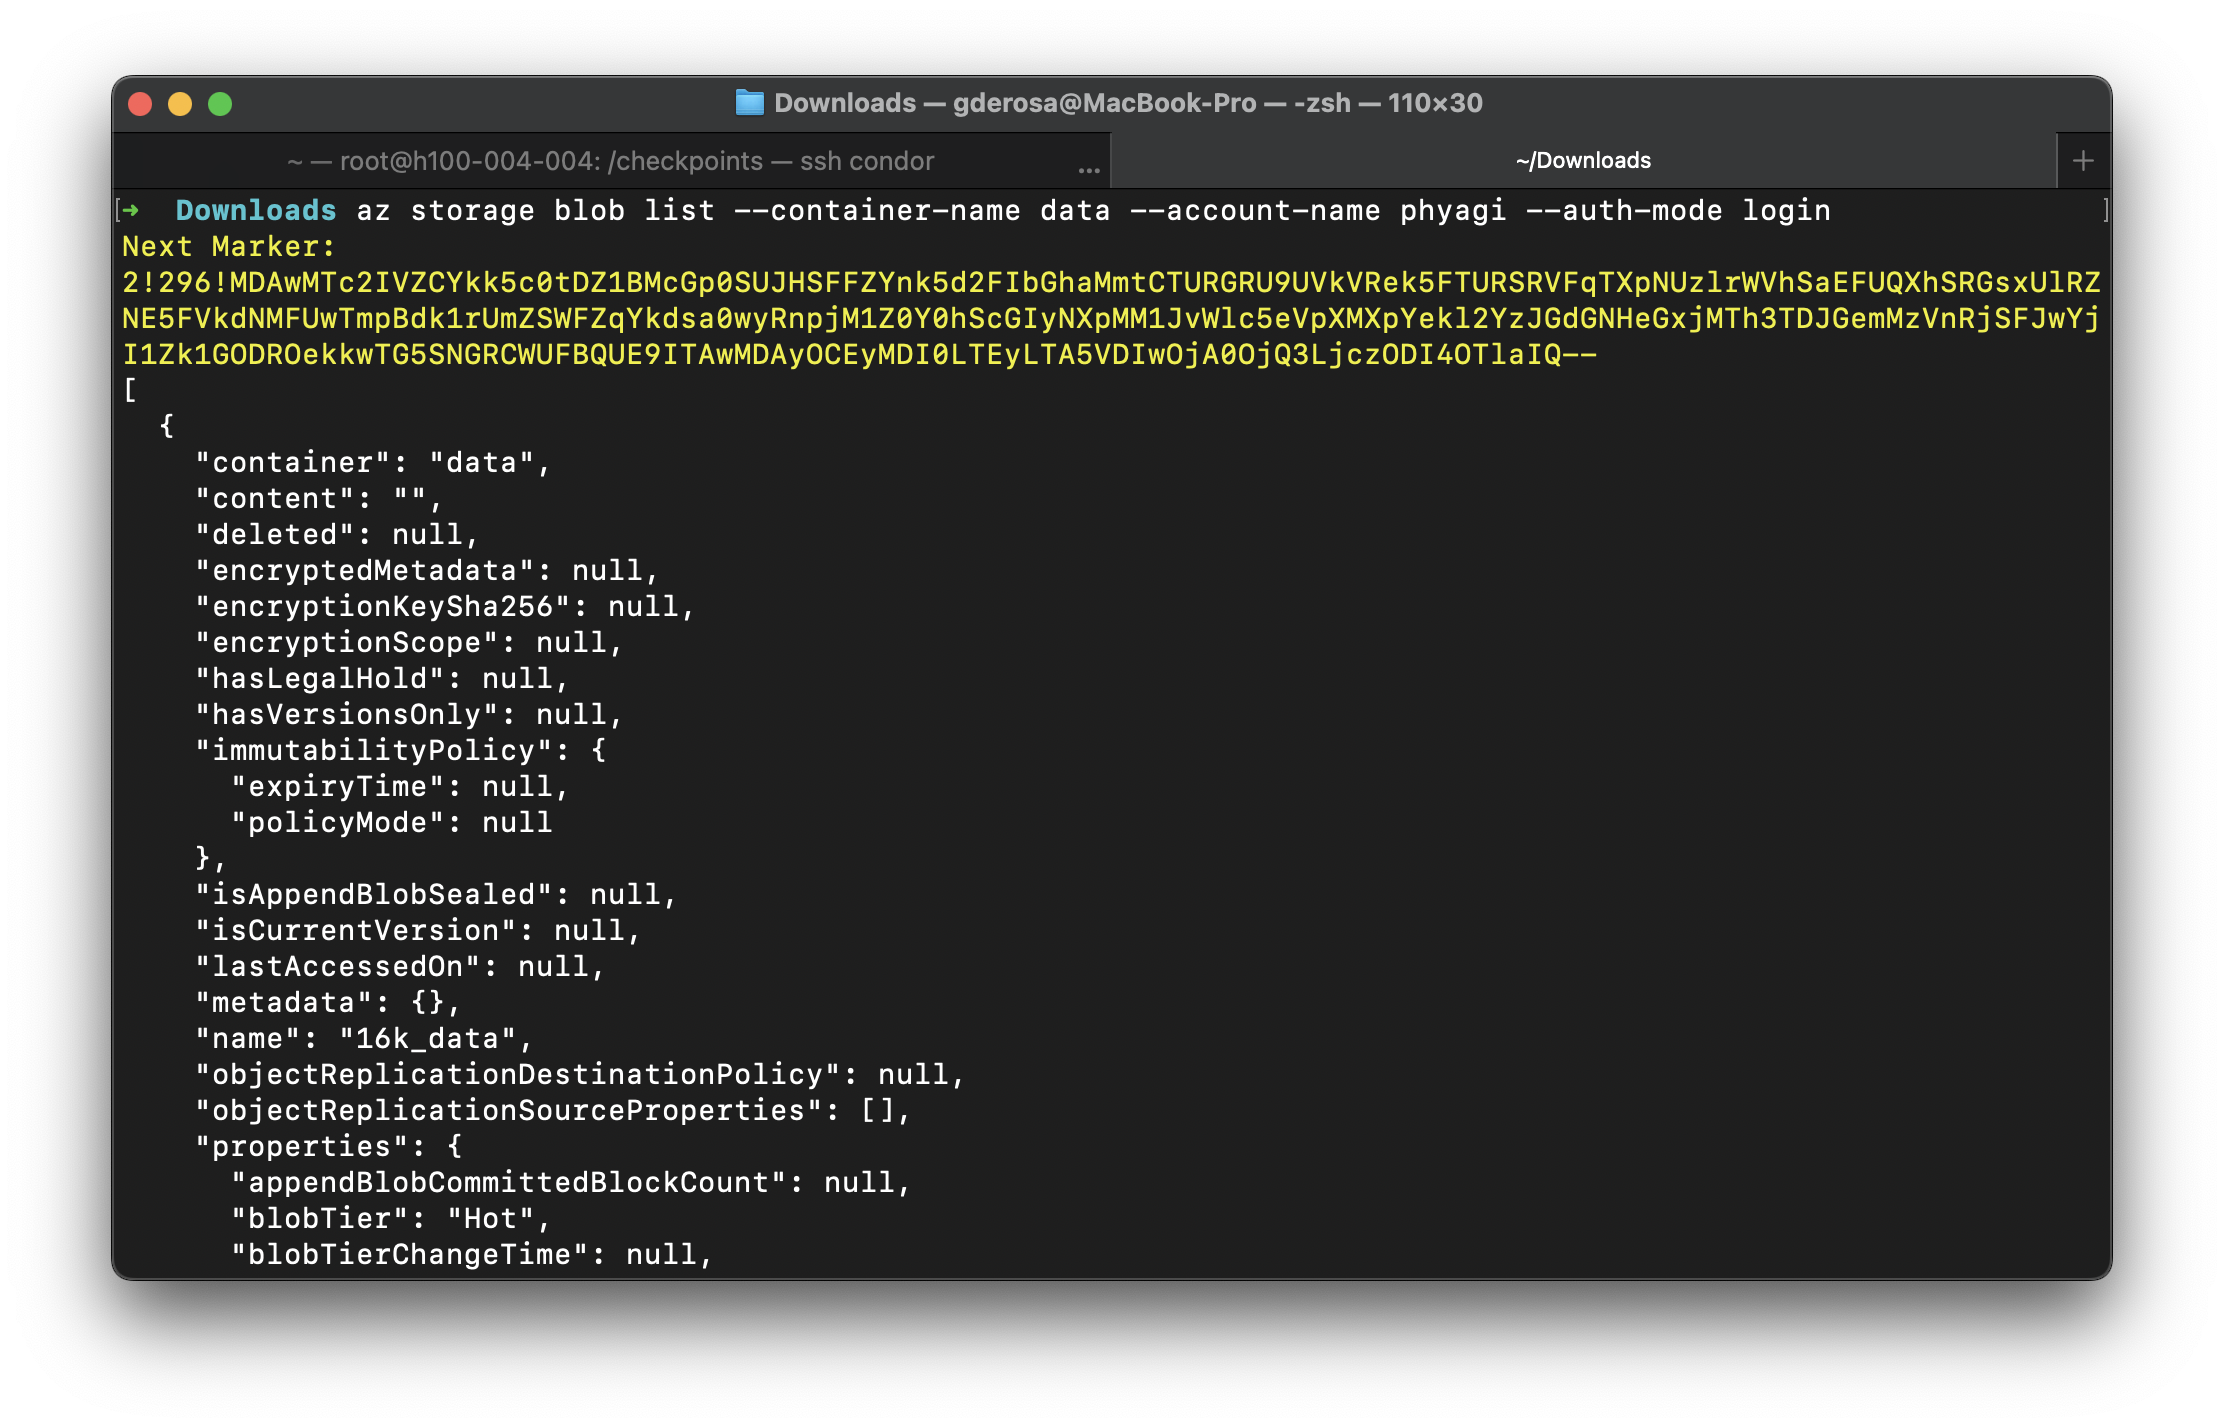 Downloads — gderosa@MacBook-Pro — -zsh — 110×30
~ — root@h100-004-004: /checkpoints — ssh condor ...
~/Downloads
+
[➜  Downloads az storage blob list --container-name data --account-name phyagi --auth-mode login ]
Next Marker:
2!296!MDAwMTc2IVZCYkk5c0tDZ1BMcGp0SUJHSFFZYnk5d2FIbGhaMmtCTURGRU9UVkVRek5FTURSRVFqTXpNUzlrWVhSaEFUQXhSRGsxUlRZ
NE5FVkdNMFUwTmpBdk1rUmZSWFZqYkdsa0wyRnpjM1Z0Y0hScGIyNXpMM1JvWlc5eVpXMXpYekl2YzJGdGNHeGxjMTh3TDJGemMzVnRjSFJwYj
I1Zk1GODROekkwTG5SNGRCWUFBQUE9ITAwMDAyOCEyMDI0LTEyLTA5VDIwOjA0OjQ3LjczODI4OTlaIQ--
[
  {
    "container": "data",
    "content": "",
    "deleted": null,
    "encryptedMetadata": null,
    "encryptionKeySha256": null,
    "encryptionScope": null,
    "hasLegalHold": null,
    "hasVersionsOnly": null,
    "immutabilityPolicy": {
      "expiryTime": null,
      "policyMode": null
    },
    "isAppendBlobSealed": null,
    "isCurrentVersion": null,
    "lastAccessedOn": null,
    "metadata": {},
    "name": "16k_data",
    "objectReplicationDestinationPolicy": null,
    "objectReplicationSourceProperties": [],
    "properties": {
      "appendBlobCommittedBlockCount": null,
      "blobTier": "Hot",
      "blobTierChangeTime": null,